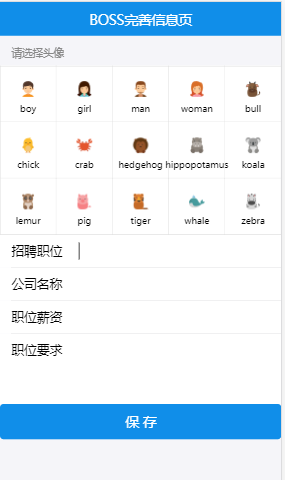 BOSS完善信息页
请选择头像
boy girl man woman bull
chick crab hedgehog hippopotamus koala
lemur pig tiger whale zebra
招聘职位
公司名称
职位薪资
职位要求
保存